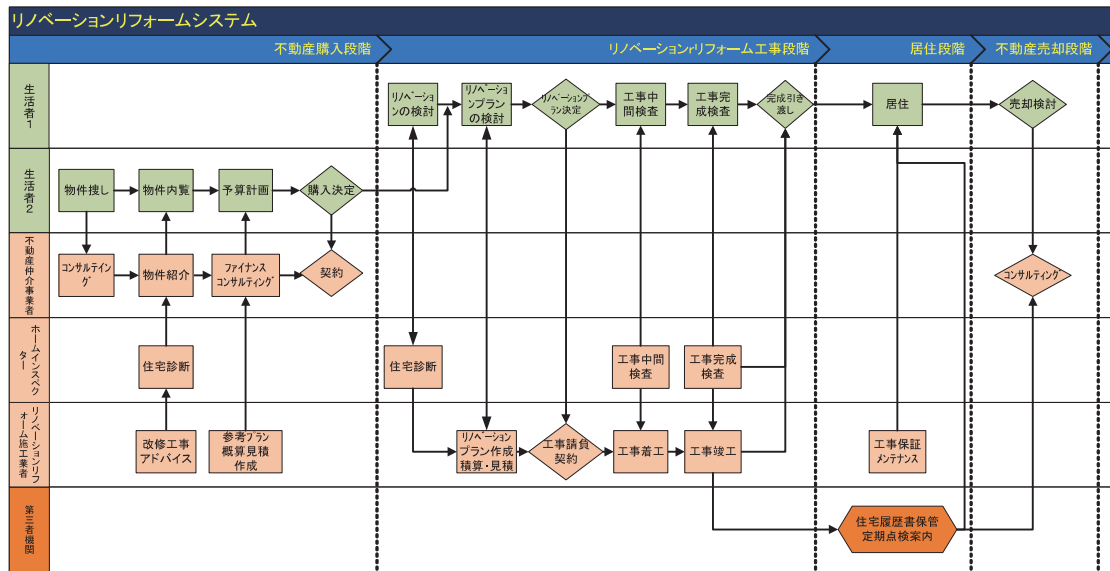 リノベーションリフォームシステム
不動産購入段階
リノベーションrリフォーム工事段階
居住段階
不動産売却段階
生活者1
リノベーショ
ンの検討
リノベーショ
ンプラン
の検討
リノベーションプ
ラン決定
工事中
間検査
工事完
成検査
完成引き
渡し
居住
売却検討
生活者2
物件捜し
物件内覧
予算計画
購入決定
不動産仲介事業者
コンサルテイン
グ
物件紹介
ファイナンス
コンサルティング
契約
コンサルティング
ホームインスペク
ター
住宅診断
住宅診断
工事中間
検査
工事完成
検査
リノベーションリフ
ォーム施工業者
改修工事
アドバイス
参考プラン
概算見積
作成
リノベーション
プラン作成
積算・見積
工事請負
契約
工事着工
工事竣工
工事保証
メンテナンス
第三者機関
住宅履歴書保管
定期点検案内